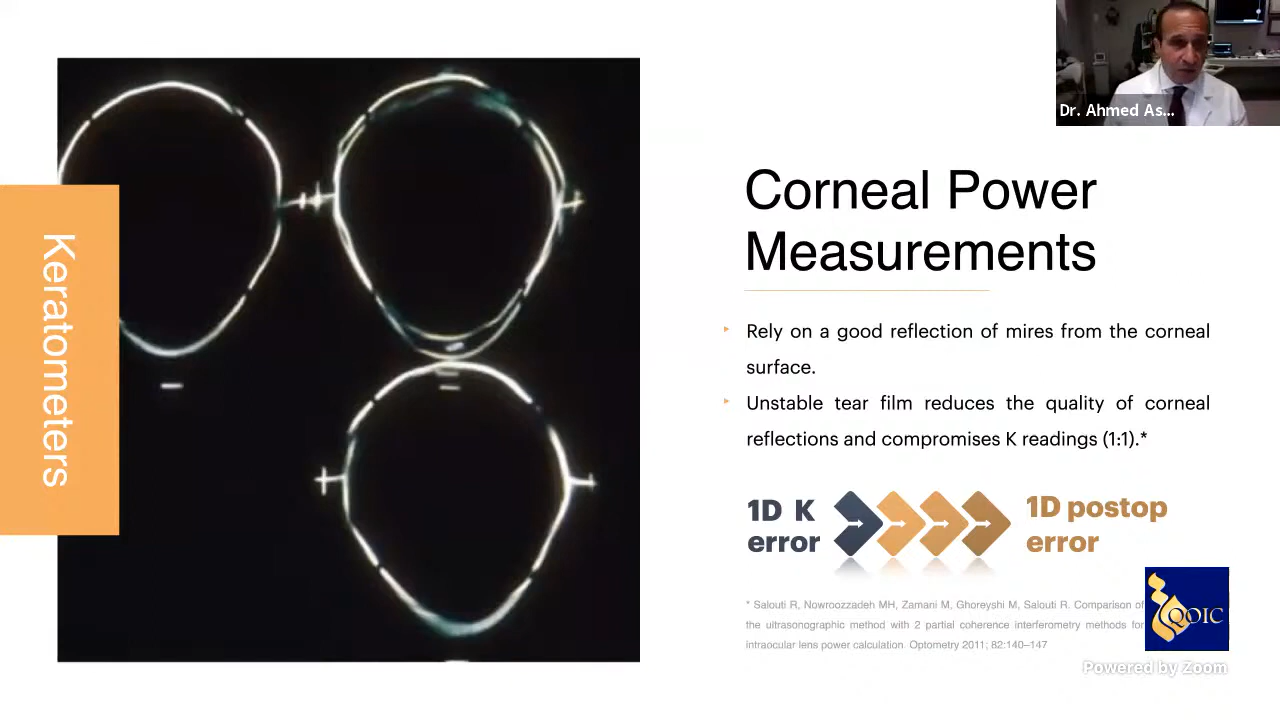 Dr. Ahmed As...
Keratometers
Corneal Power
Measurements
Rely on a good reflection of mires from the corneal
surface.
Unstable tear film reduces the quality of corneal
reflections and compromises K readings (1:1).*
1D K
error
1D postop
error
* Salouti R, Nowroozzadeh MH, Zamani M, Ghoreyshi M, Salouti R. Comparison of
the ultrasonographic method with 2 partial coherence interferometry methods for
intraocular lens power calculation. Optometry 2011; 82:140–147
QOIC
Powered by Zoom